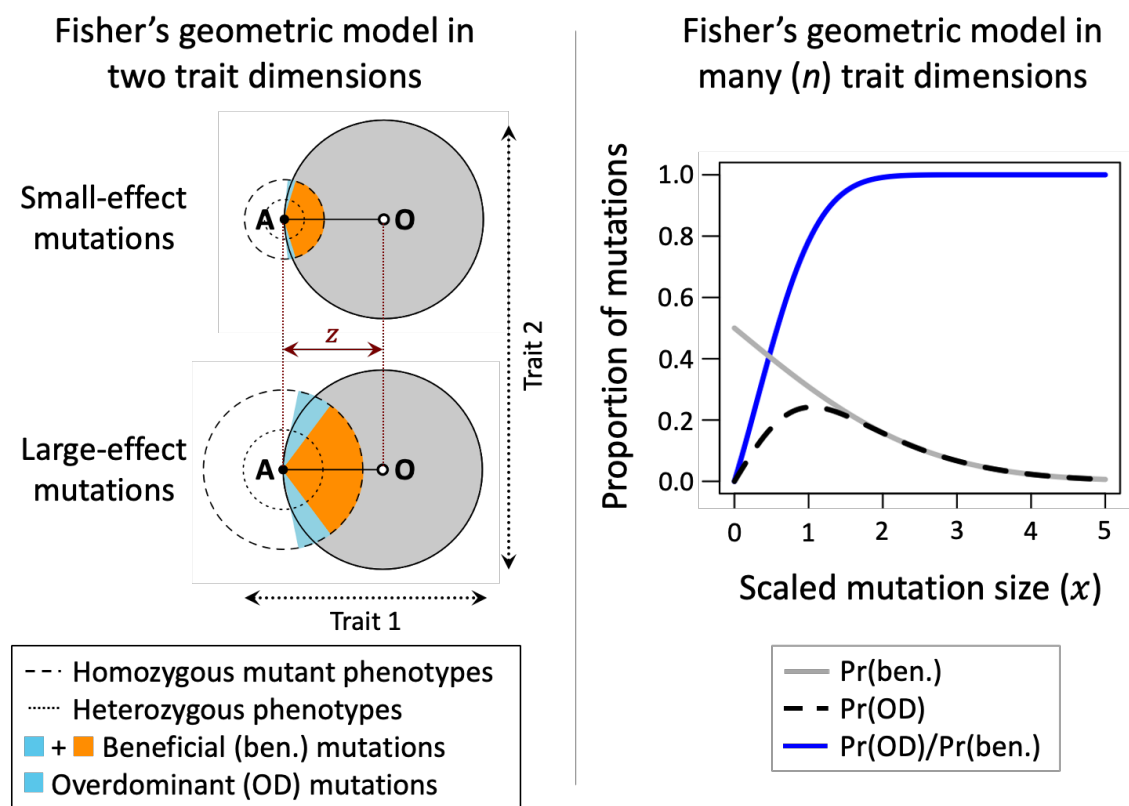 Fisher's geometric model in
two trait dimensions
Small-effect
mutations
A
O
z
Large-effect
mutations
A
O
Trait 2
Trait 1
Homozygous mutant phenotypes
Heterozygous phenotypes
+ Beneficial (ben.) mutations
Overdominant (OD) mutations
Fisher's geometric model in
many (n) trait dimensions
Proportion of mutations
1.0
0.8
0.6
0.4
0.2
0.0
0 1 2 3 4 5
Scaled mutation size (x)
Pr(ben.)
Pr(OD)
Pr(OD)/Pr(ben.)